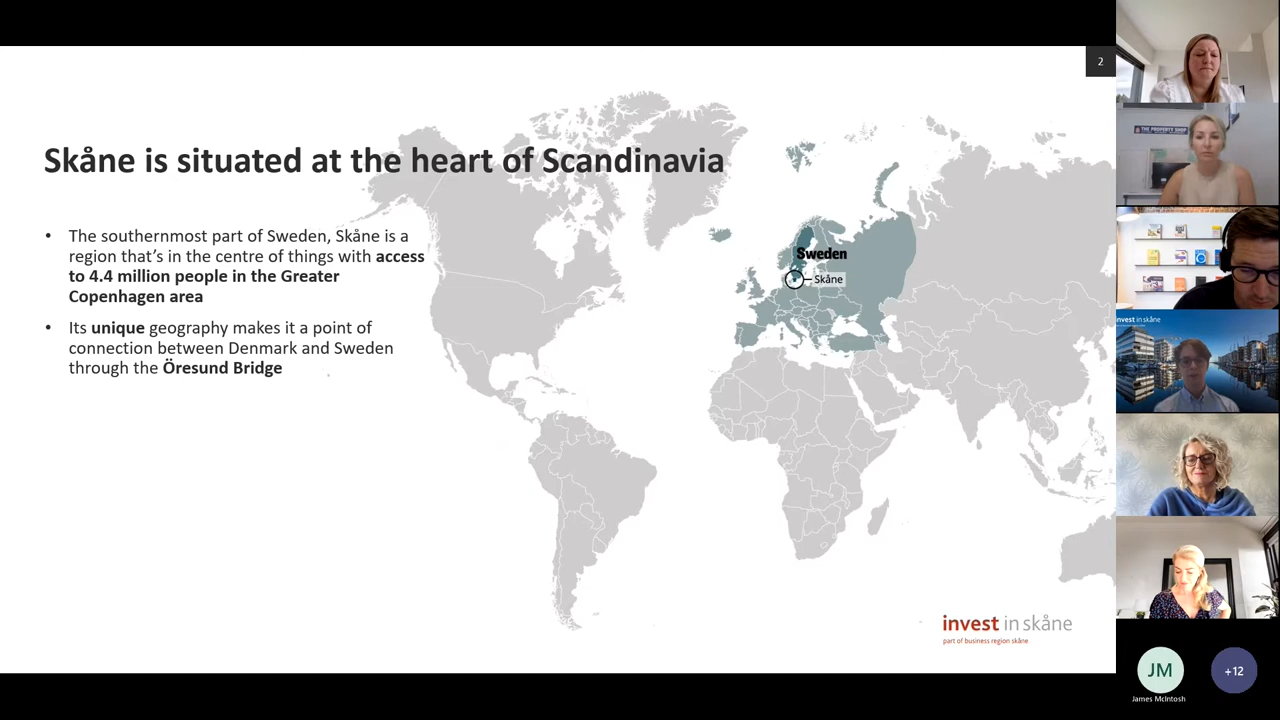 2
Skåne is situated at the heart of Scandinavia
• The southernmost part of Sweden, Skåne is a
region that’s in the centre of things with access
to 4.4 million people in the Greater
Copenhagen area
• Its unique geography makes it a point of
connection between Denmark and Sweden
through the Öresund Bridge
Sweden
Skåne
invest in skåne
part of business region skåne
THE PROPERTY SHOP
invest in skåne
JM
James McIntosh
+12